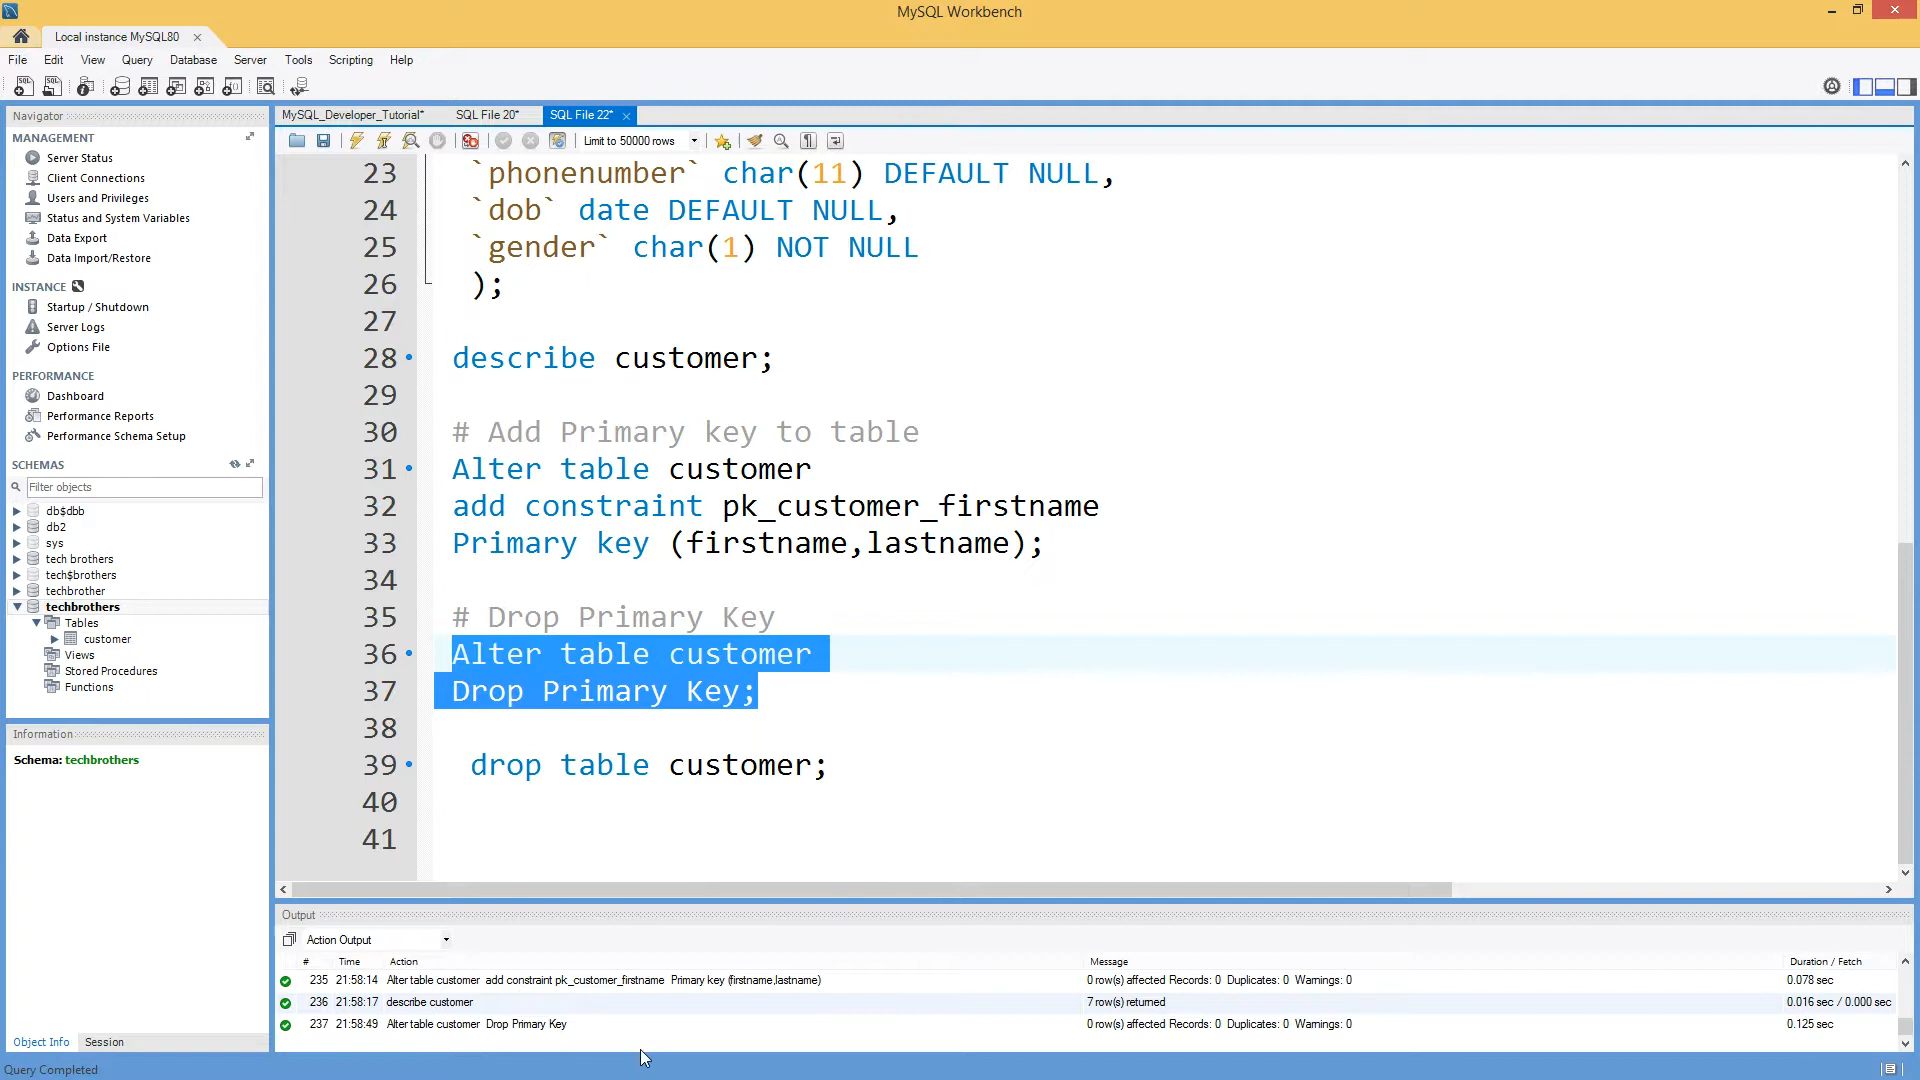 MySQL Workbench
Local instance MySQL80
File Edit View Query Database Server Tools Scripting Help
Navigator
MANAGEMENT
Server Status
Client Connections
Users and Privileges
Status and System Variables
Data Export
Data Import/Restore
INSTANCE
Startup / Shutdown
Server Logs
Options File
PERFORMANCE
Dashboard
Performance Reports
Performance Schema Setup
SCHEMAS
Filter objects
db$dbb
db2
sys
tech brothers
tech$brothers
techbrother
techbrothers
Tables
customer
Views
Stored Procedures
Functions
Information
Schema: techbrothers
Object Info Session
Query Completed
MySQL_Developer_Tutorial* SQL File 20* SQL File 22*
Limit to 50000 rows
23 `phonenumber` char(11) DEFAULT NULL,
24 `dob` date DEFAULT NULL,
25 `gender` char(1) NOT NULL
26 );
27
28 describe customer;
29
30 # Add Primary key to table
31 Alter table customer
32 add constraint pk_customer_firstname
33 Primary key (firstname,lastname);
34
35 # Drop Primary Key
36 Alter table customer
37 Drop Primary Key;
38
39 drop table customer;
40
41
Output
Action Output
# Time Action Message Duration / Fetch
235 21:58:14 Alter table customer add constraint pk_customer_firstname Primary key (firstname,lastname) 0 row(s) affected Records: 0 Duplicates: 0 Warnings: 0 0.078 sec
236 21:58:17 describe customer 7 row(s) returned 0.016 sec / 0.000 sec
237 21:58:49 Alter table customer Drop Primary Key 0 row(s) affected Records: 0 Duplicates: 0 Warnings: 0 0.125 sec